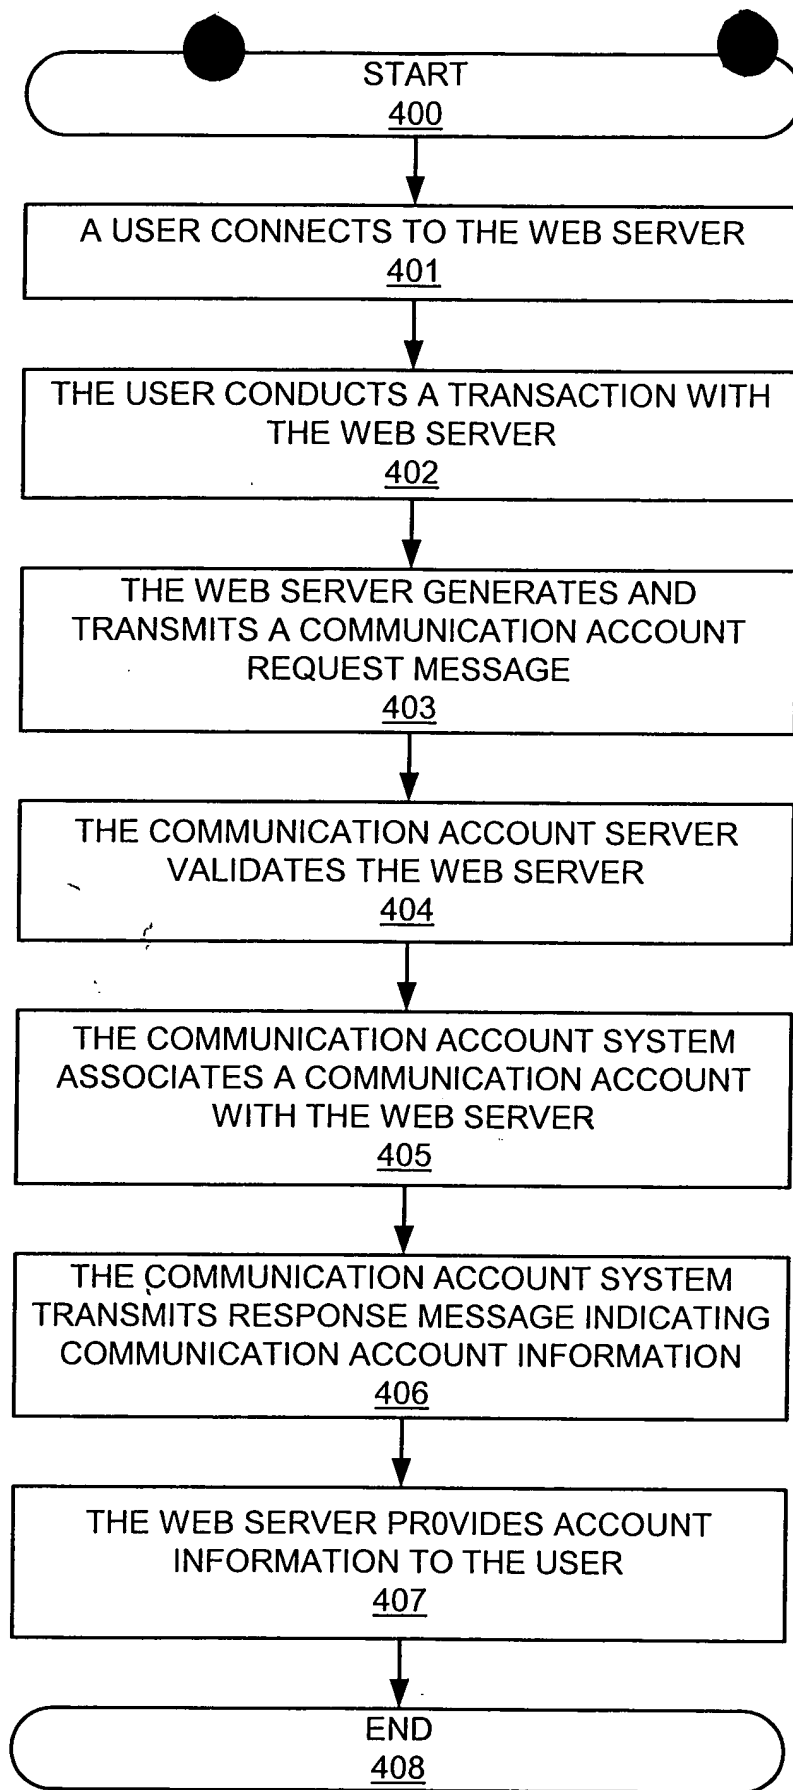 START
400
A USER CONNECTS TO THE WEB SERVER
401
THE USER CONDUCTS A TRANSACTION WITH
THE WEB SERVER
402
THE WEB SERVER GENERATES AND
TRANSMITS A COMMUNICATION ACCOUNT
REQUEST MESSAGE
403
THE COMMUNICATION ACCOUNT SERVER
VALIDATES THE WEB SERVER
404
THE COMMUNICATION ACCOUNT SYSTEM
ASSOCIATES A COMMUNICATION ACCOUNT
WITH THE WEB SERVER
405
THE COMMUNICATION ACCOUNT SYSTEM
TRANSMITS RESPONSE MESSAGE INDICATING
COMMUNICATION ACCOUNT INFORMATION
406
THE WEB SERVER PR0VIDES ACCOUNT
INFORMATION TO THE USER
407
END
408